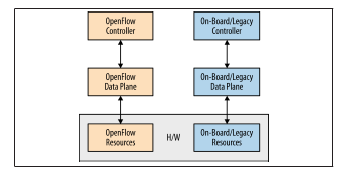 OpenFlow
Controller
On-Board/Legacy
Controller
OpenFlow
Data Plane
On-Board/Legacy
Data Plane
OpenFlow
Resources
H/W
On-Board/Legacy
Resources